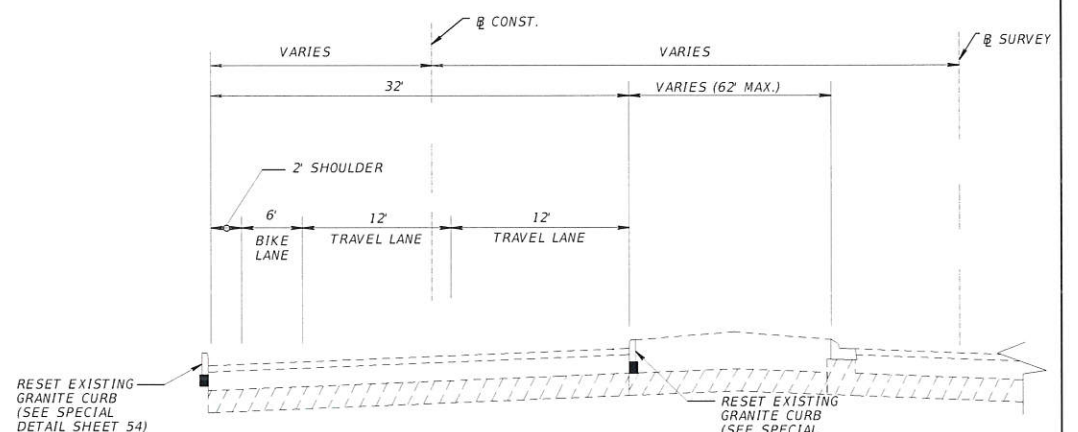 ℄ CONST.
℄ SURVEY
VARIES
VARIES
32'
VARIES (62' MAX.)
2' SHOULDER
6'
BIKE
LANE
12'
TRAVEL LANE
12'
TRAVEL LANE
RESET EXISTING
GRANITE CURB
(SEE SPECIAL
DETAIL SHEET 54)
RESET EXISTING
GRANITE CURB
(SEE SPECIAL